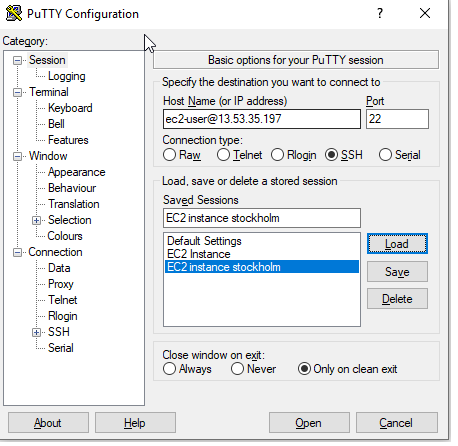 PuTTY Configuration
?
Category:
Session
Logging
Terminal
Keyboard
Bell
Features
Window
Appearance
Behaviour
Translation
Selection
Colours
Connection
Data
Proxy
Telnet
Rlogin
SSH
Serial
Basic options for your PuTTY session
Specify the destination you want to connect to
Host Name (or IP address) Port
ec2-user@13.53.35.197 22
Connection type:
Raw Telnet Rlogin SSH Serial
Load, save or delete a stored session
Saved Sessions
EC2 instance stockholm
Default Settings
EC2 Instance
EC2 instance stockholm
Load
Save
Delete
Close window on exit:
Always Never Only on clean exit
About Help Open Cancel